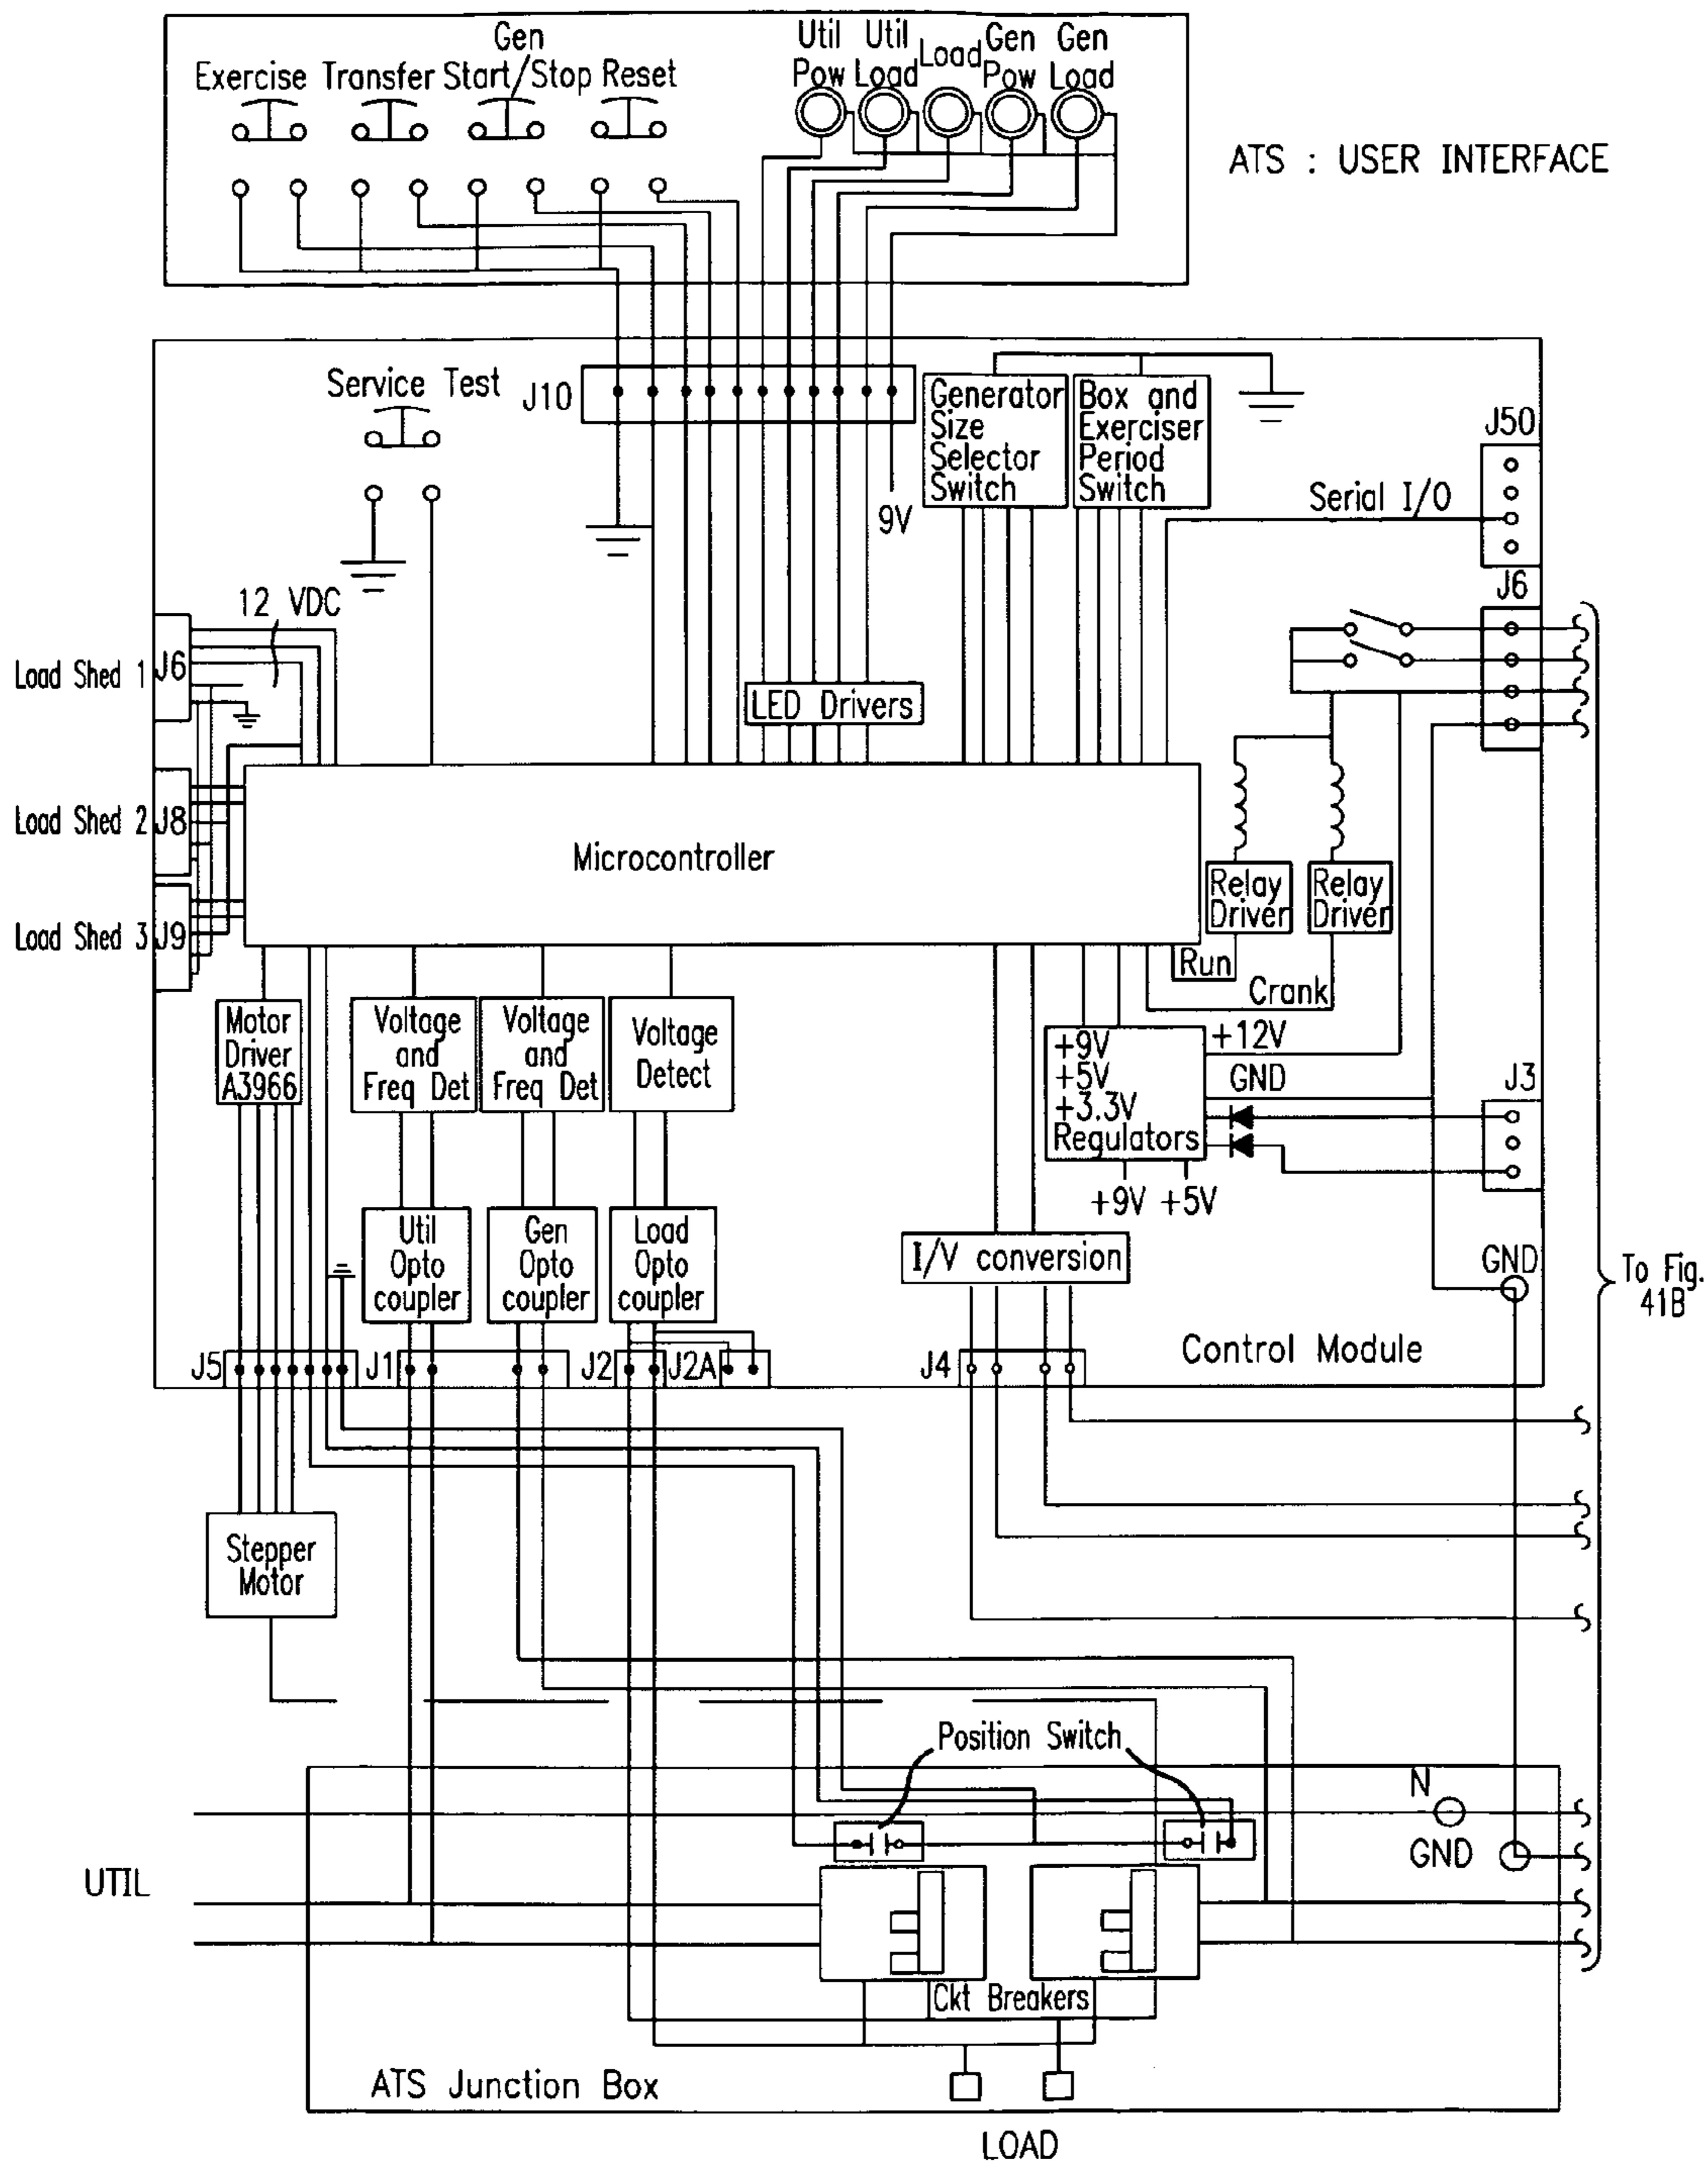 Gen
Exercise Transfer Start/Stop Reset
Util Util Load Gen Gen
Pow Load Pow Load
ATS : USER INTERFACE
Service Test
J10
Generator
Size
Selector
Switch
Box and
Exerciser
Period
Switch
J50
Serial I/O
9V
J6
12 VDC
Load Shed 1
J6
LED Drivers
Load Shed 2
J8
Microcontroller
Relay
Driver
Relay
Driver
Load Shed 3
J9
Run
Crank
Motor
Driver
A3966
Voltage
and
Freq Det
Voltage
and
Freq Det
Voltage
Detect
+9V
+5V
+3.3V
Regulators
+12V
GND
J3
+9V +5V
Util
Opto
coupler
Gen
Opto
coupler
Load
Opto
coupler
I/V conversion
GND
To Fig.
41B
Control Module
J5
J1
J2
J2A
J4
Stepper
Motor
Position Switch
N
GND
UTIL
Ckt Breakers
ATS Junction Box
LOAD